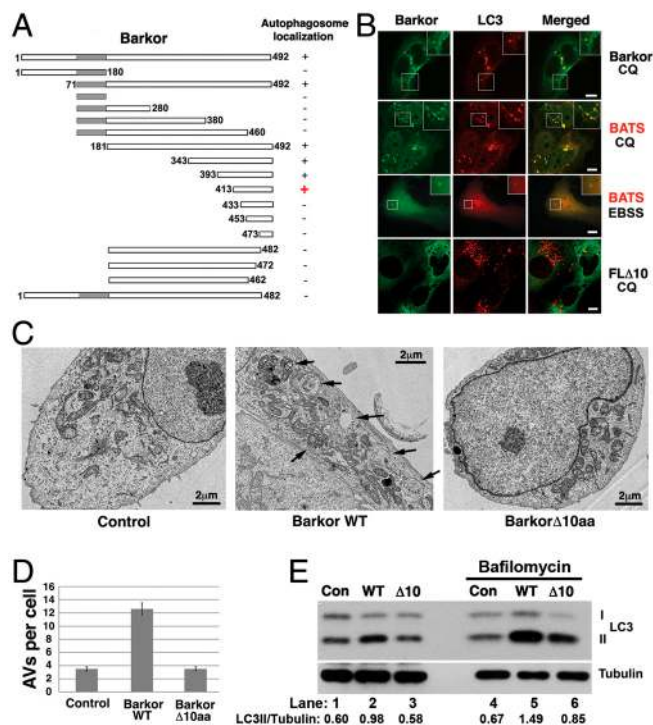 A
Barkor
Autophagosome
localization
1 492 +
1 180 -
71 +
-
280 -
380 -
460 -
181 492 +
343 +
393 +
413 +
433 -
453 -
473 -
482 -
472 -
462 -
1 482 -
B
Barkor LC3 Merged
Barkor
CQ
BATS
CQ
BATS
EBSS
FLΔ10
CQ
C
2μm
2μm
2μm
Control Barkor WT BarkorΔ10aa
D
AVs per cell
16
14
12
10
8
6
4
2
0
Control Barkor
WT
Barkor
Δ10aa
E
Bafilomycin
Con WT Δ10 Con WT Δ10
I
II
LC3
Tubulin
Lane: 1 2 3 4 5 6
LC3II/Tubulin: 0.60 0.98 0.58 0.67 1.49 0.85